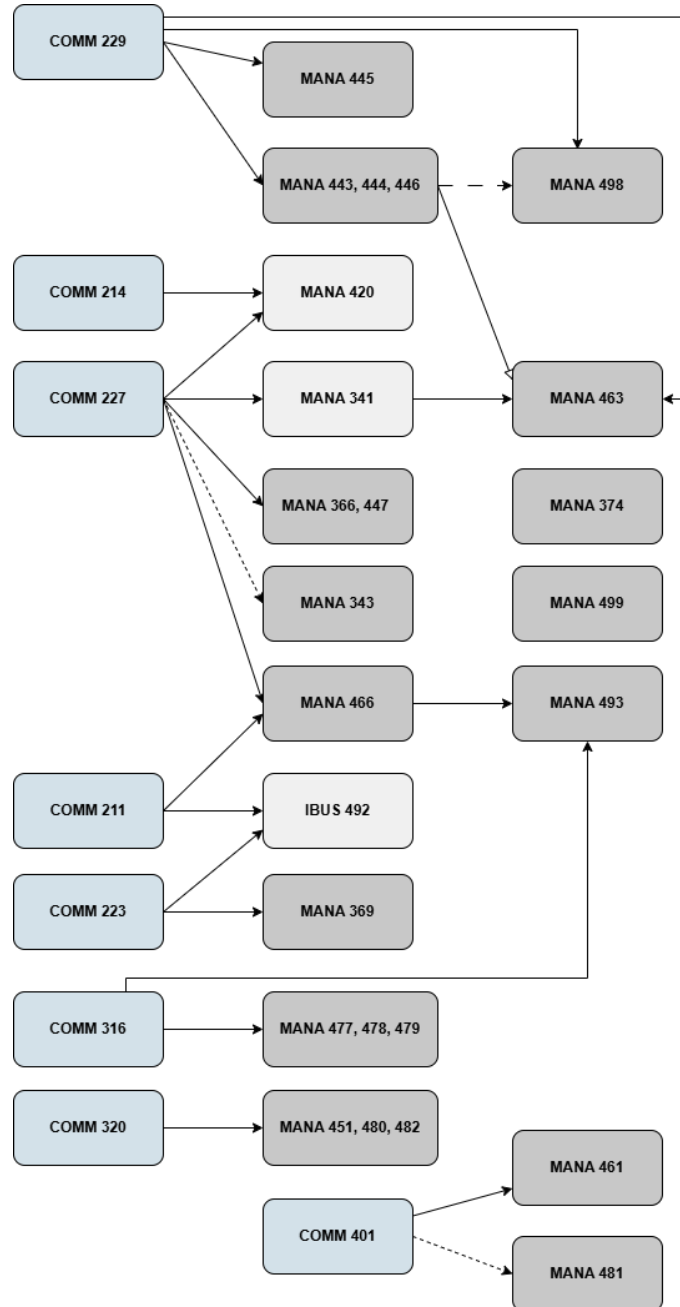 COMM 229
MANA 445
MANA 443, 444, 446
MANA 498
COMM 214
MANA 420
COMM 227
MANA 341
MANA 463
MANA 366, 447
MANA 374
MANA 343
MANA 499
MANA 466
MANA 493
COMM 211
IBUS 492
COMM 223
MANA 369
COMM 316
MANA 477, 478, 479
COMM 320
MANA 451, 480, 482
MANA 461
COMM 401
MANA 481